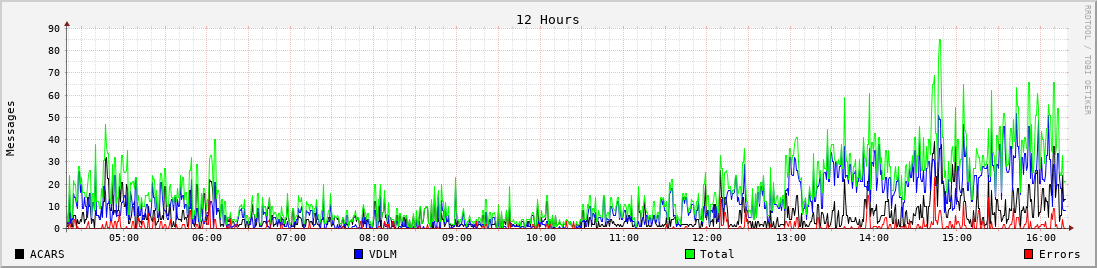 12 Hours
RRDTOOL / TOBI OETIKER
Messages
90
80
70
60
50
40
30
20
10
0
05:00 06:00 07:00 08:00 09:00 10:00 11:00 12:00 13:00 14:00 15:00 16:00
ACARS VDLM Total Errors